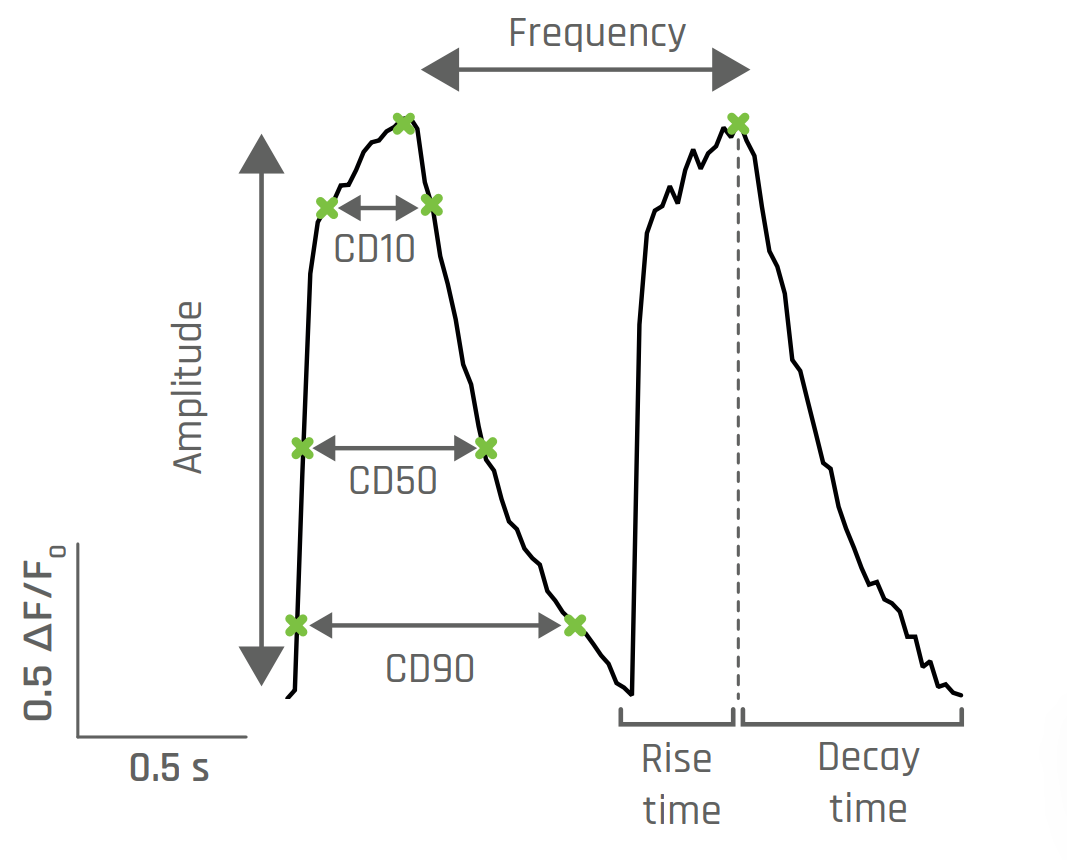 Frequency
CD10
Amplitude
CD50
CD90
0.5 ΔF/F₀
0.5 s
Rise
time
Decay
time